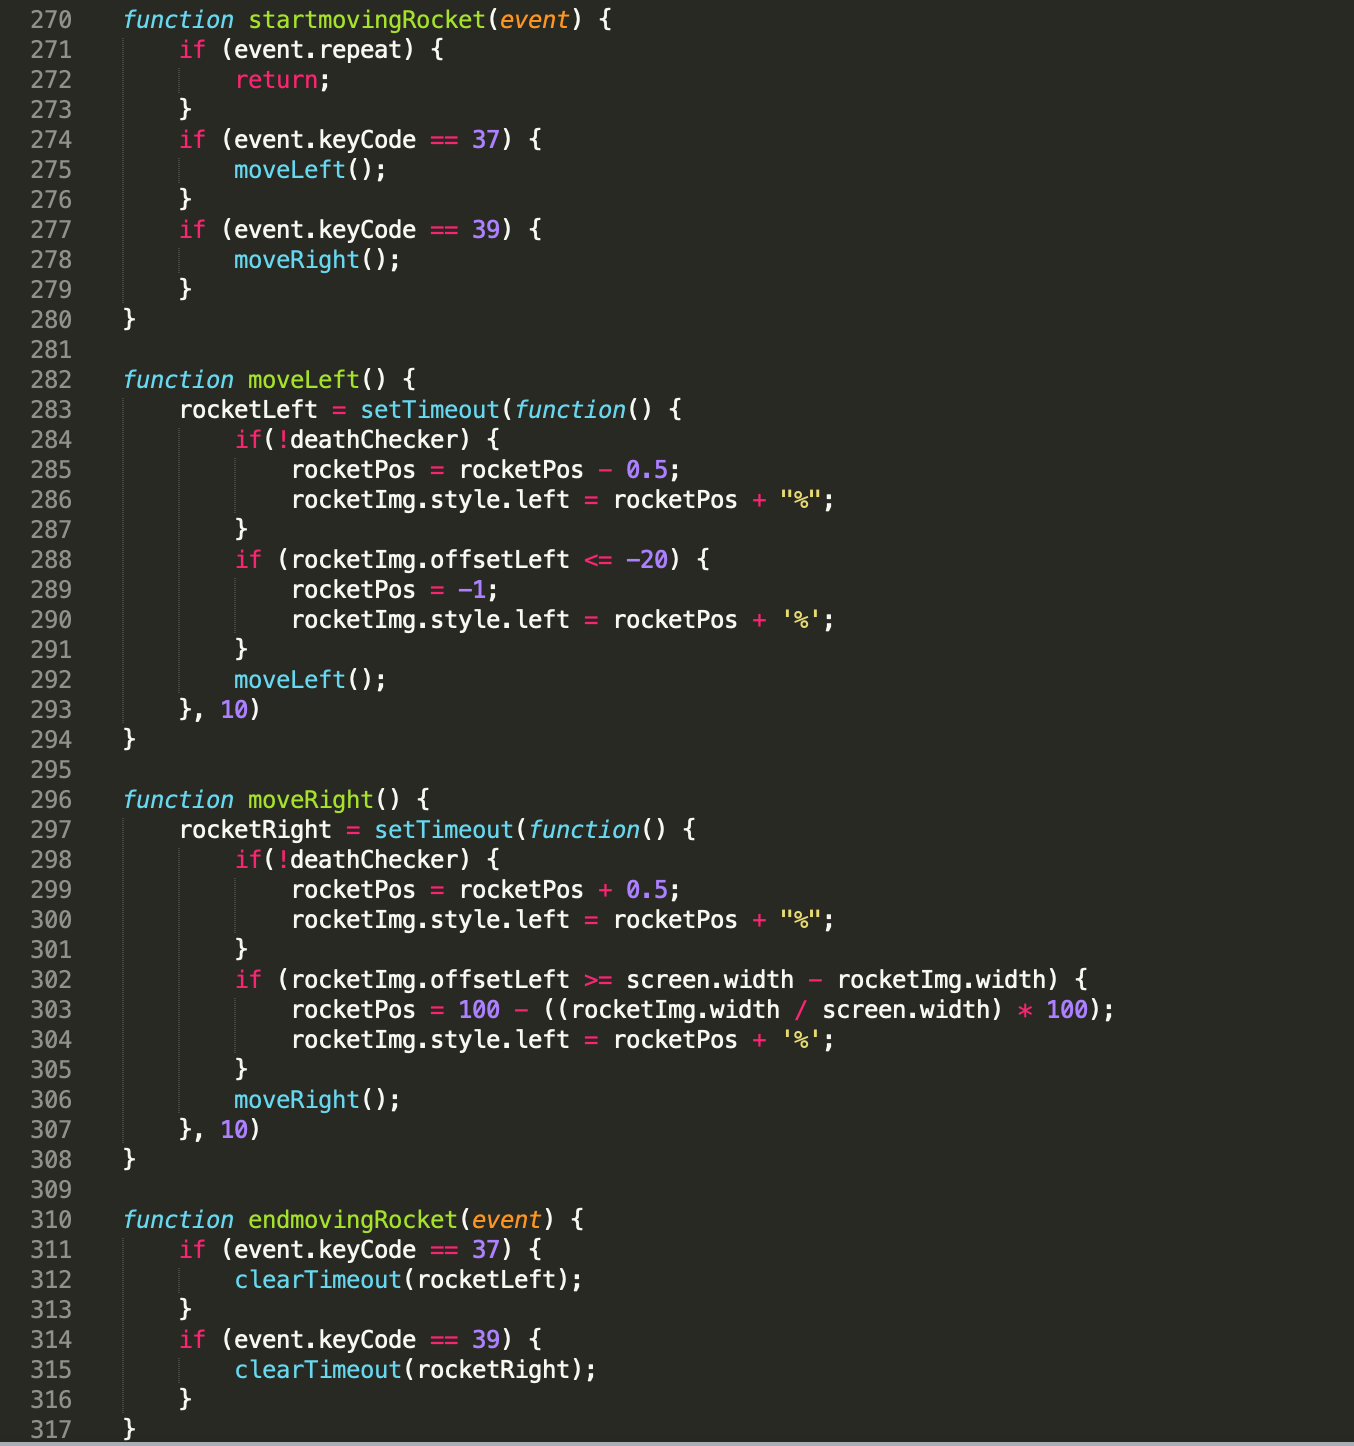 270 function startmovingRocket(event) {
271 if (event.repeat) {
272 return;
273 }
274 if (event.keyCode == 37) {
275 moveLeft();
276 }
277 if (event.keyCode == 39) {
278 moveRight();
279 }
280 }
281
282 function moveLeft() {
283 rocketLeft = setTimeout(function() {
284 if(!deathChecker) {
285 rocketPos = rocketPos - 0.5;
286 rocketImg.style.left = rocketPos + "%";
287 }
288 if (rocketImg.offsetLeft <= -20) {
289 rocketPos = -1;
290 rocketImg.style.left = rocketPos + '%';
291 }
292 moveLeft();
293 }, 10)
294 }
295
296 function moveRight() {
297 rocketRight = setTimeout(function() {
298 if(!deathChecker) {
299 rocketPos = rocketPos + 0.5;
300 rocketImg.style.left = rocketPos + "%";
301 }
302 if (rocketImg.offsetLeft >= screen.width - rocketImg.width) {
303 rocketPos = 100 - ((rocketImg.width / screen.width) * 100);
304 rocketImg.style.left = rocketPos + '%';
305 }
306 moveRight();
307 }, 10)
308 }
309
310 function endmovingRocket(event) {
311 if (event.keyCode == 37) {
312 clearTimeout(rocketLeft);
313 }
314 if (event.keyCode == 39) {
315 clearTimeout(rocketRight);
316 }
317 }